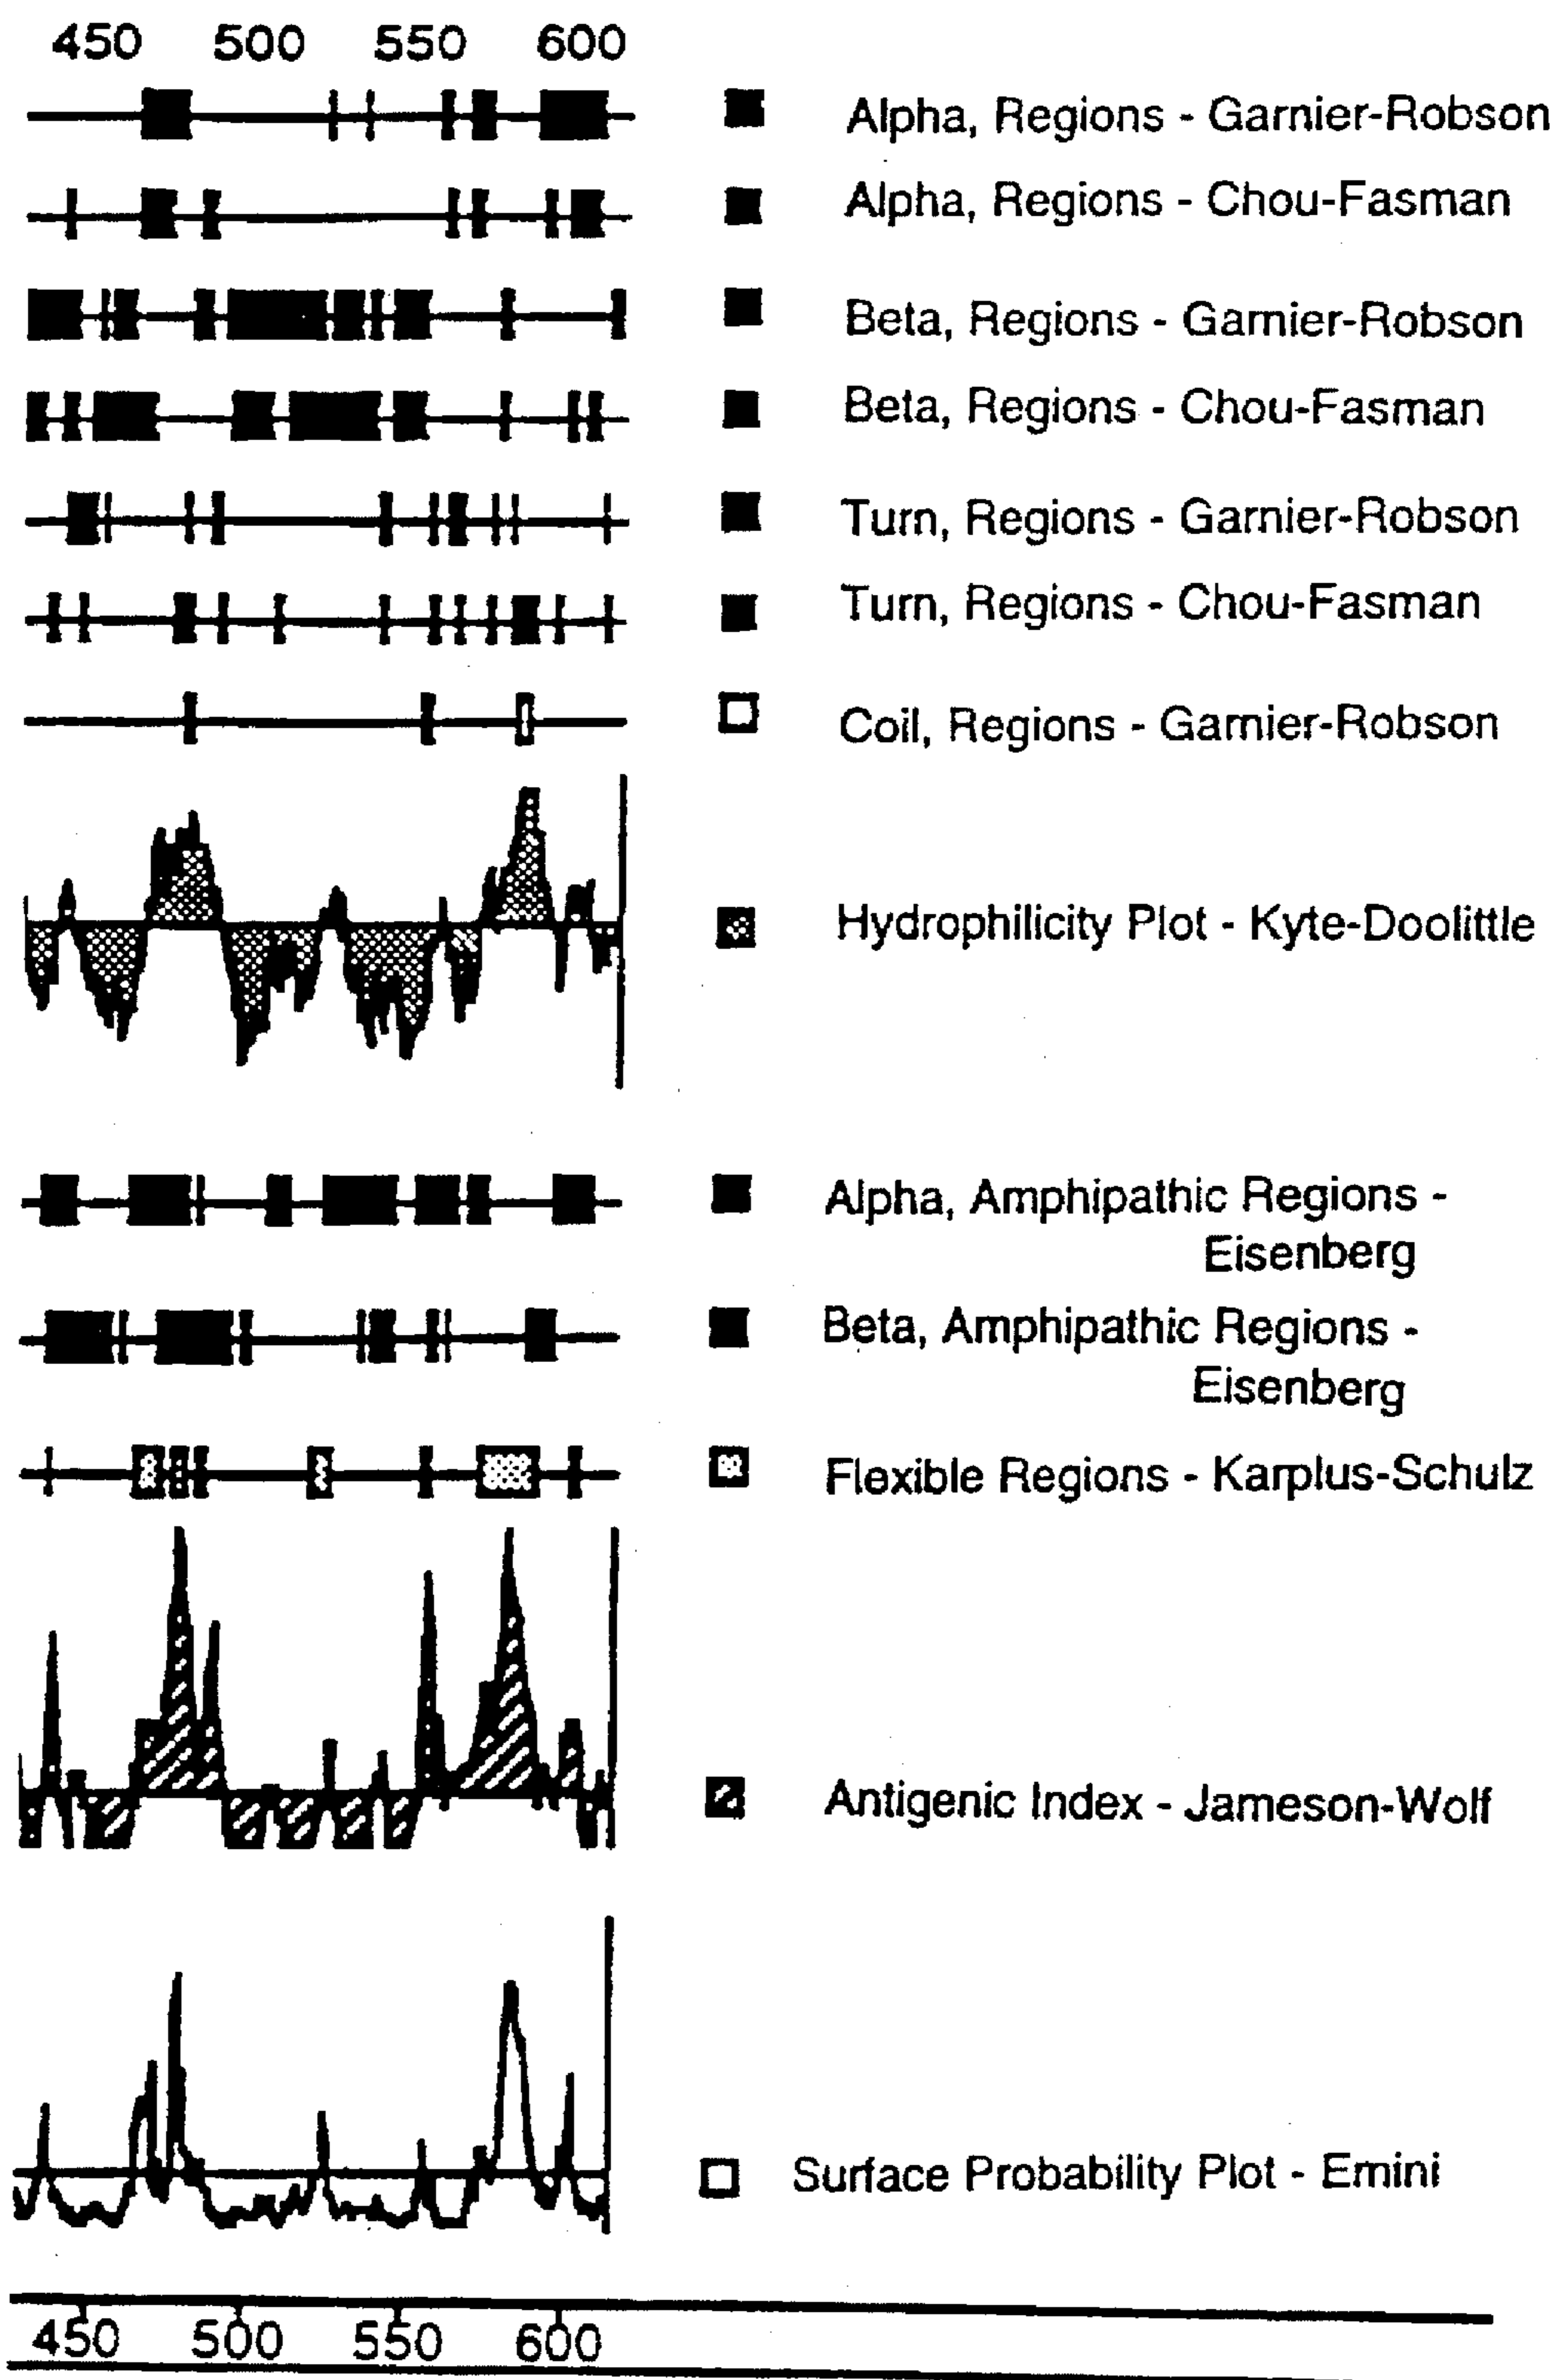 450 500 550 600
Alpha, Regions - Garnier-Robson
Alpha, Regions - Chou-Fasman
Beta, Regions - Garnier-Robson
Beta, Regions - Chou-Fasman
Turn, Regions - Garnier-Robson
Turn, Regions - Chou-Fasman
Coil, Regions - Garnier-Robson
Hydrophilicity Plot - Kyte-Doolittle
Alpha, Amphipathic Regions -
Eisenberg
Beta, Amphipathic Regions -
Eisenberg
Flexible Regions - Karplus-Schulz
Antigenic Index - Jameson-Wolf
Surface Probability Plot - Emini
450 500 550 600